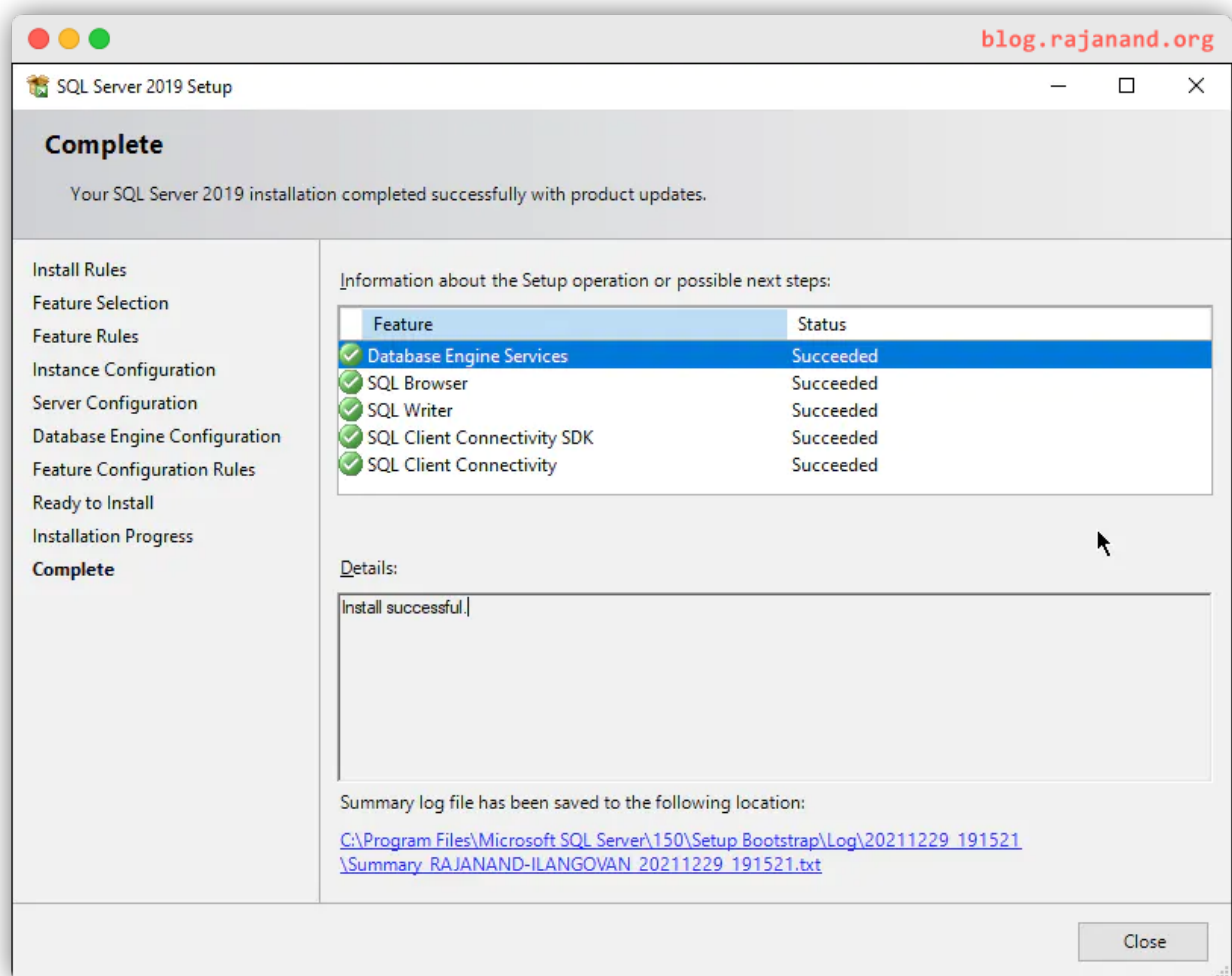 blog.rajanand.org
SQL Server 2019 Setup
Complete
Your SQL Server 2019 installation completed successfully with product updates.
Install Rules
Feature Selection
Feature Rules
Instance Configuration
Server Configuration
Database Engine Configuration
Feature Configuration Rules
Ready to Install
Installation Progress
Complete
Information about the Setup operation or possible next steps:
Feature Status
Database Engine Services Succeeded
SQL Browser Succeeded
SQL Writer Succeeded
SQL Client Connectivity SDK Succeeded
SQL Client Connectivity Succeeded
Details:
Install successful.
Summary log file has been saved to the following location:
C:\Program Files\Microsoft SQL Server\150\Setup Bootstrap\Log\20211229_191521
\Summary_RAJANAND-ILANGOVAN_20211229_191521.txt
Close